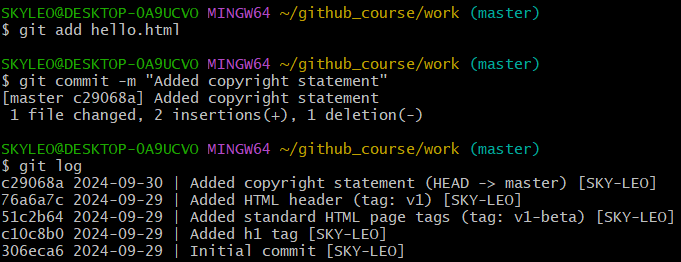 SKYLEO@DESKTOP-0A9UCVO MINGW64 ~/github_course/work (master)
$ git add hello.html
SKYLEO@DESKTOP-0A9UCVO MINGW64 ~/github_course/work (master)
$ git commit -m "Added copyright statement"
[master c29068a] Added copyright statement
 1 file changed, 2 insertions(+), 1 deletion(-)
SKYLEO@DESKTOP-0A9UCVO MINGW64 ~/github_course/work (master)
$ git log
c29068a 2024-09-30 | Added copyright statement (HEAD -> master) [SKY-LEO]
76a6a7c 2024-09-29 | Added HTML header (tag: v1) [SKY-LEO]
51c2b64 2024-09-29 | Added standard HTML page tags (tag: v1-beta) [SKY-LEO]
c10c8b0 2024-09-29 | Added h1 tag [SKY-LEO]
306eca6 2024-09-29 | Initial commit [SKY-LEO]